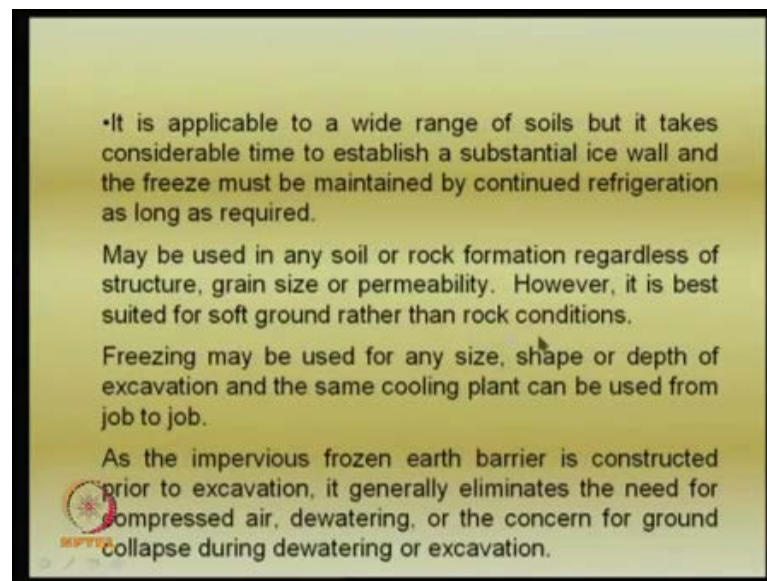 •It is applicable to a wide range of soils but it takes
considerable time to establish a substantial ice wall and
the freeze must be maintained by continued refrigeration
as long as required.
May be used in any soil or rock formation regardless of
structure, grain size or permeability. However, it is best
suited for soft ground rather than rock conditions.
Freezing may be used for any size, shape or depth of
excavation and the same cooling plant can be used from
job to job.
As the impervious frozen earth barrier is constructed
prior to excavation, it generally eliminates the need for
compressed air, dewatering, or the concern for ground
collapse during dewatering or excavation.
NPTEL